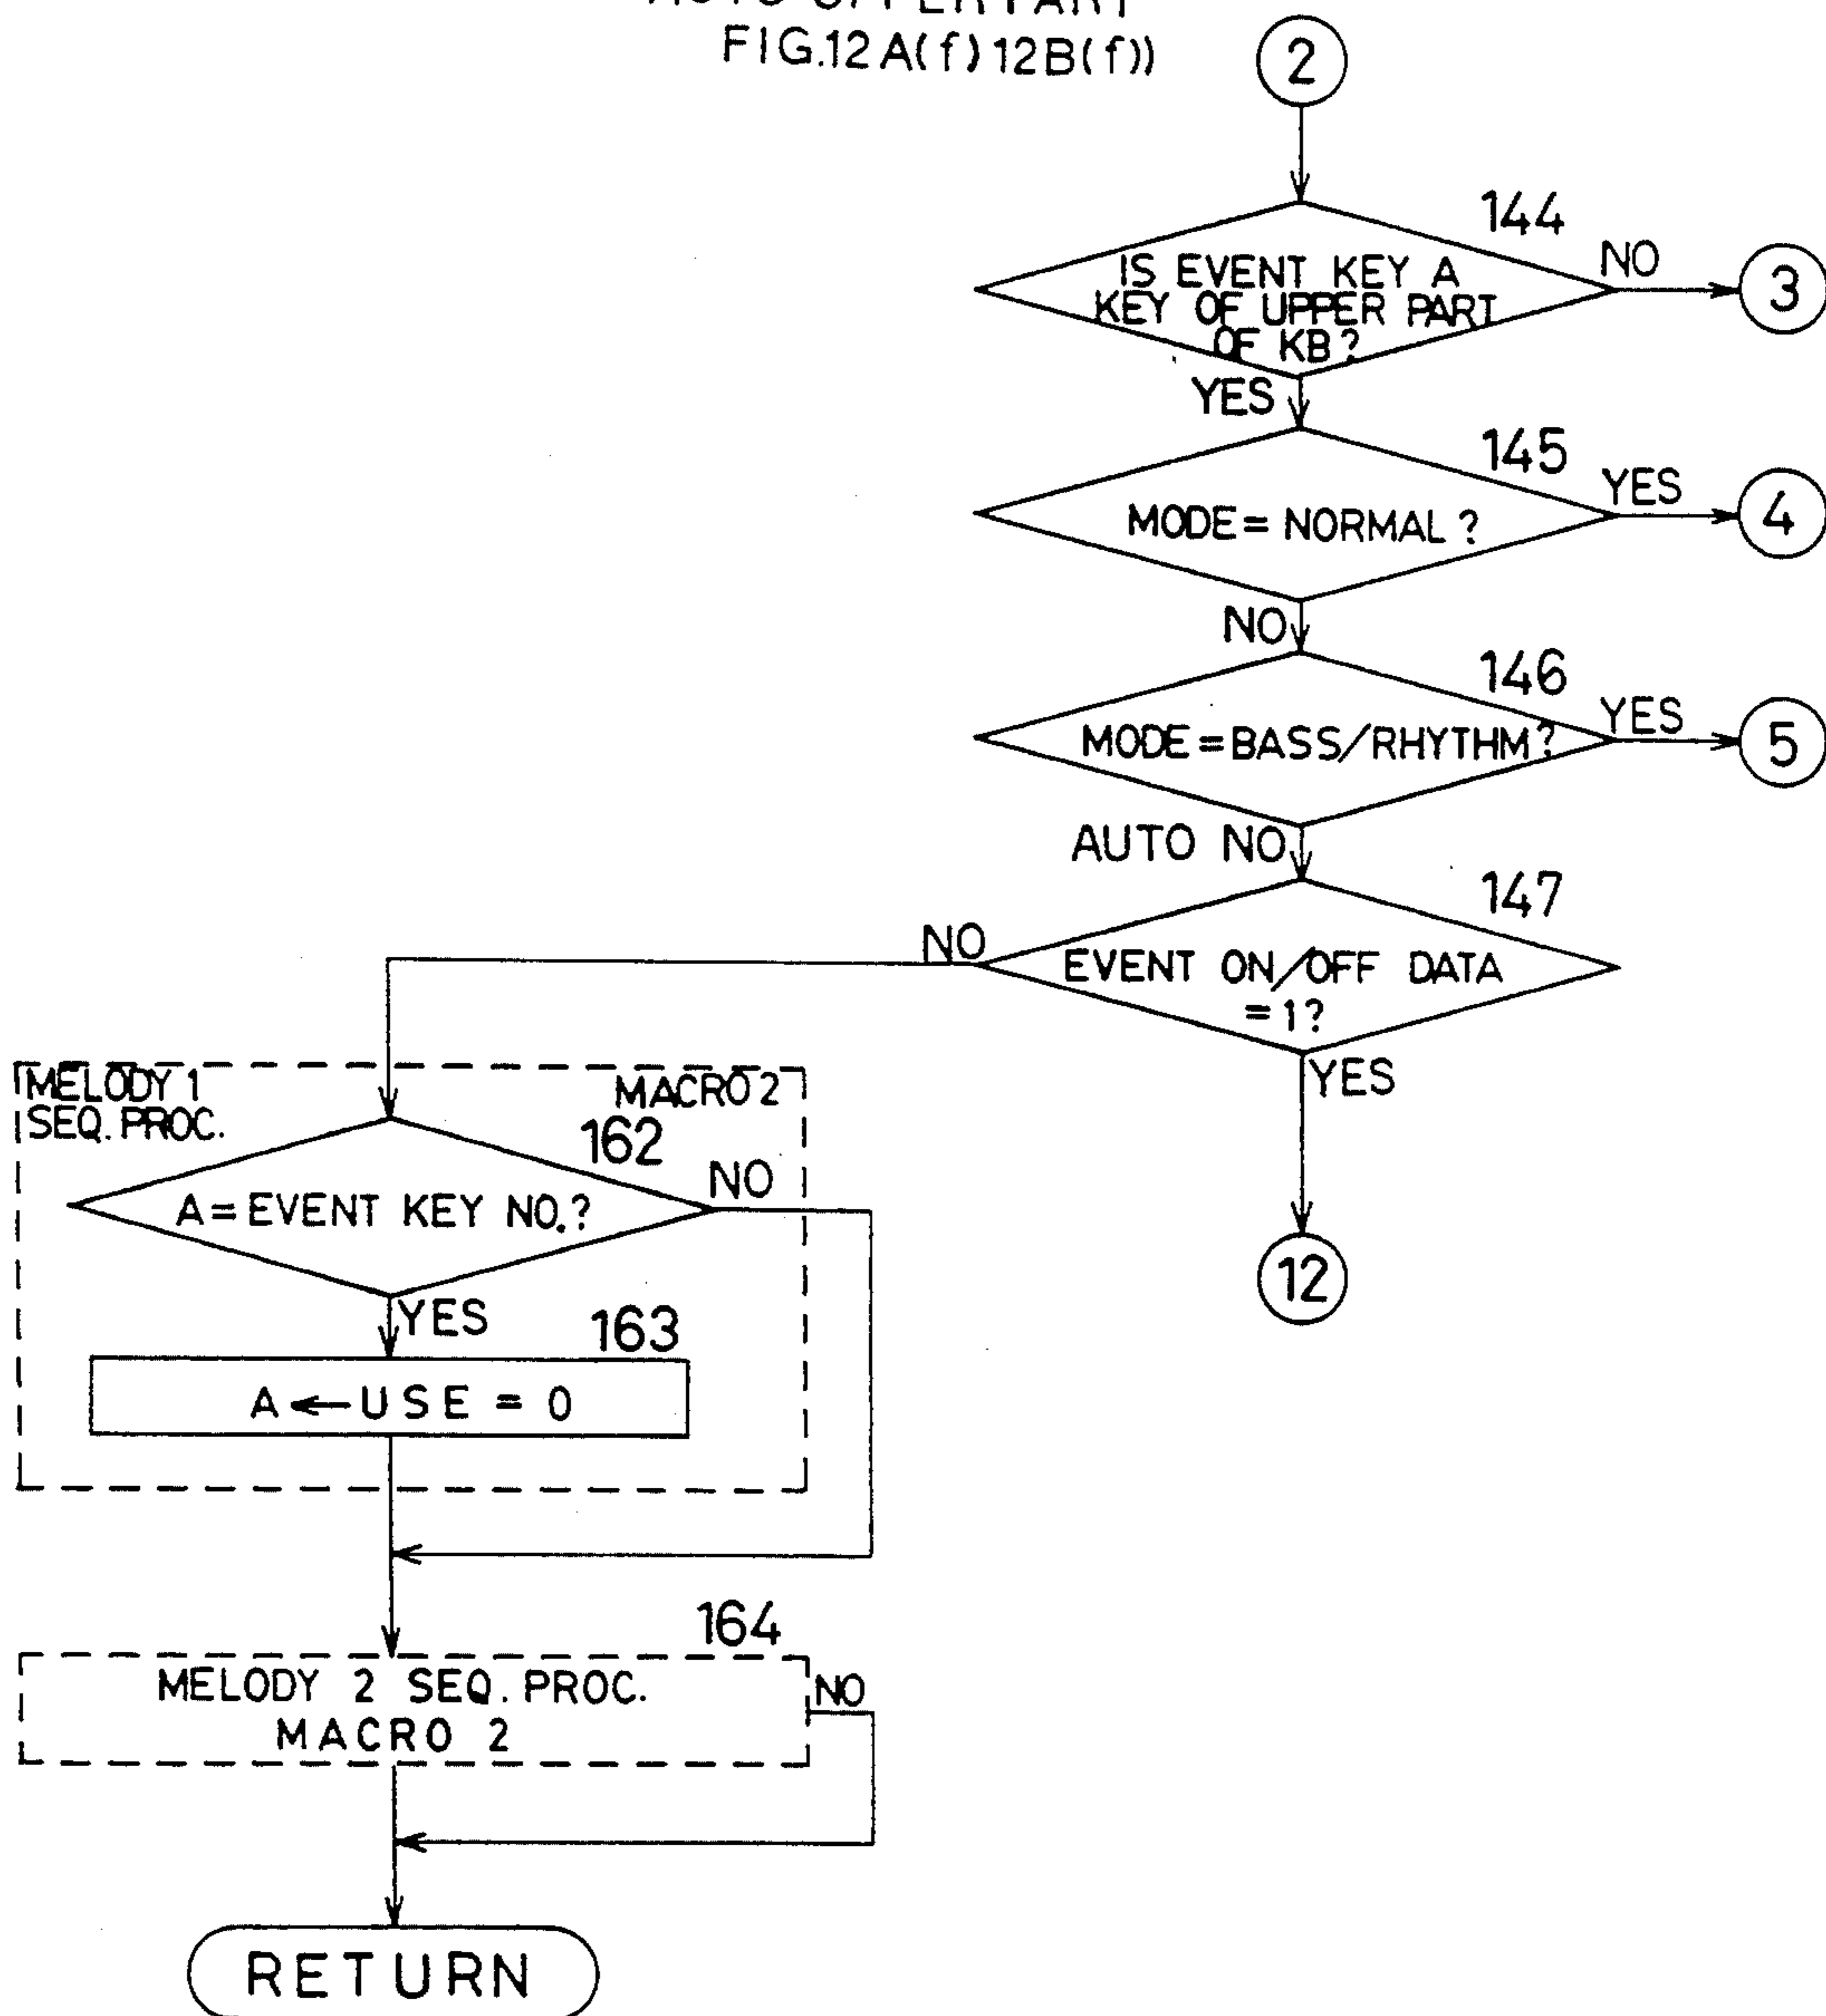 AUTO UPPER PART
FIG.12A(f)12B(f))
2
144
IS EVENT KEY A
KEY OF UPPER PART
OF KB?
NO
3
YES
145
MODE=NORMAL?
YES
4
NO
146
MODE=BASS/RHYTHM?
YES
5
AUTO NO
147
EVENT ON/OFF DATA
=1?
NO
YES
12
MELODY 1
SEQ. PROC.
MACRO 2
162
A=EVENT KEY NO.?
NO
YES
163
A←USE = 0
164
MELODY 2 SEQ. PROC.
MACRO 2
NO
RETURN